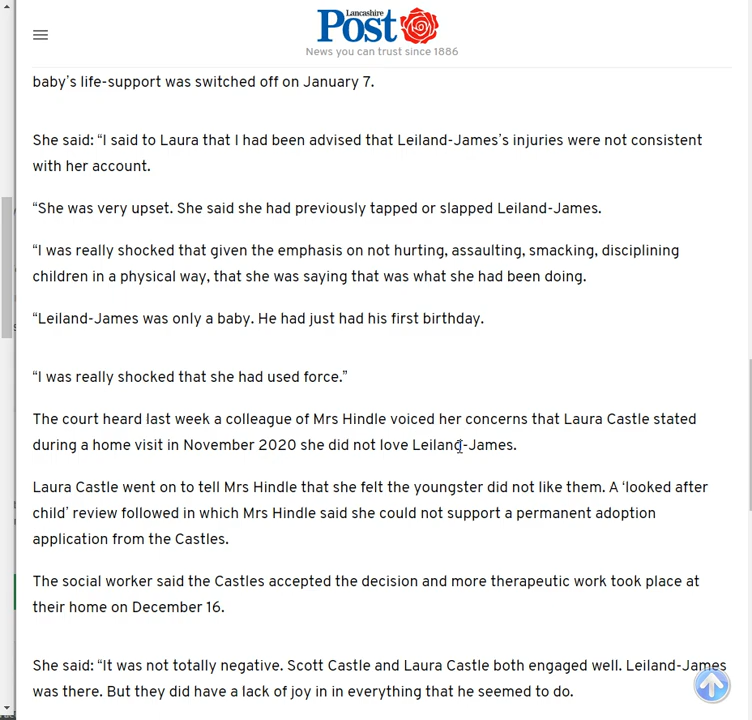 Lancashire
Post
News you can trust since 1886
baby's life-support was switched off on January 7.
She said: “I said to Laura that I had been advised that Leiland-James's injuries were not consistent
with her account.
“She was very upset. She said she had previously tapped or slapped Leiland-James.
“I was really shocked that given the emphasis on not hurting, assaulting, smacking, disciplining
children in a physical way, that she was saying that was what she had been doing.
“Leiland-James was only a baby. He had just had his first birthday.
“I was really shocked that she had used force.”
The court heard last week a colleague of Mrs Hindle voiced her concerns that Laura Castle stated
during a home visit in November 2020 she did not love Leiland-James.
Laura Castle went on to tell Mrs Hindle that she felt the youngster did not like them. A ‘looked after
child’ review followed in which Mrs Hindle said she could not support a permanent adoption
application from the Castles.
The social worker said the Castles accepted the decision and more therapeutic work took place at
their home on December 16.
She said: “It was not totally negative. Scott Castle and Laura Castle both engaged well. Leiland-James
was there. But they did have a lack of joy in in everything that he seemed to do.